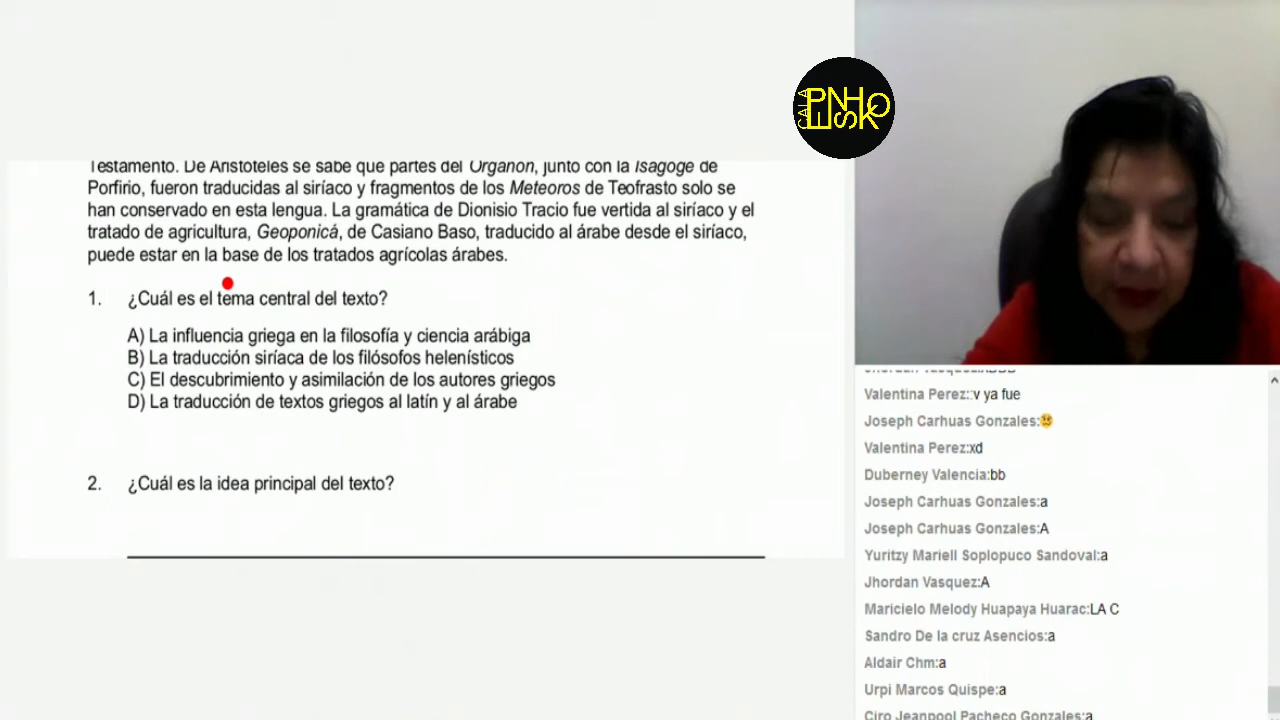 Testamento. De Aristóteles se sabe que partes del Órganon, junto con la Isagoge de
Porfirio, fueron traducidas al siríaco y fragmentos de los Meteoros de Teofrasto solo se
han conservado en esta lengua. La gramática de Dionisio Tracio fue vertida al siríaco y el
tratado de agricultura, Geoponicá, de Casiano Baso, traducido al árabe desde el siríaco,
puede estar en la base de los tratados agrícolas árabes.
1. ¿Cuál es el tema central del texto?
A) La influencia griega en la filosofía y ciencia arábiga
B) La traducción siríaca de los filósofos helenísticos
C) El descubrimiento y asimilación de los autores griegos
D) La traducción de textos griegos al latín y al árabe
2. ¿Cuál es la idea principal del texto?
CALA
Valentina Perez::v ya fue
Joseph Carhuas Gonzales:
Valentina Perez:xd
Duberney Valencia:bb
Joseph Carhuas Gonzales:a
Joseph Carhuas Gonzales:A
Yuritzy Mariell Soplopuco Sandoval:a
Jhordan Vasquez:A
Maricielo Melody Huapaya Huarac:LA C
Sandro De la cruz Asencios:a
Aldair Chm:a
Urpi Marcos Quispe:a
Ciro Jeanpool Pacheco Gonzales:a